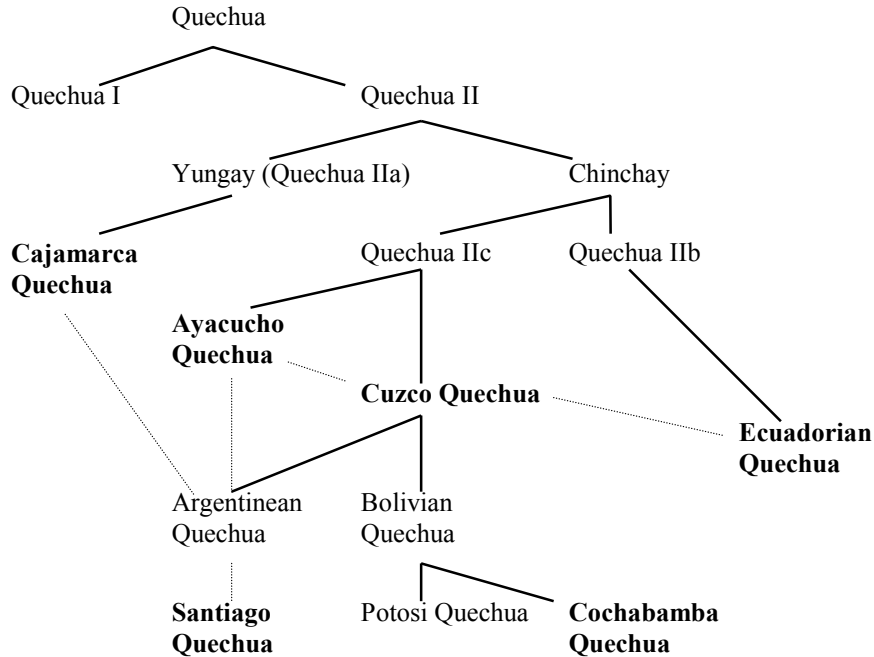 Quechua
Quechua I
Quechua II
Yungay (Quechua IIa)
Chinchay
Cajamarca
Quechua
Quechua IIc
Quechua IIb
Ayacucho
Quechua
Cuzco Quechua
Ecuadorian
Quechua
Argentinean
Quechua
Bolivian
Quechua
Santiago
Quechua
Potosi Quechua
Cochabamba
Quechua